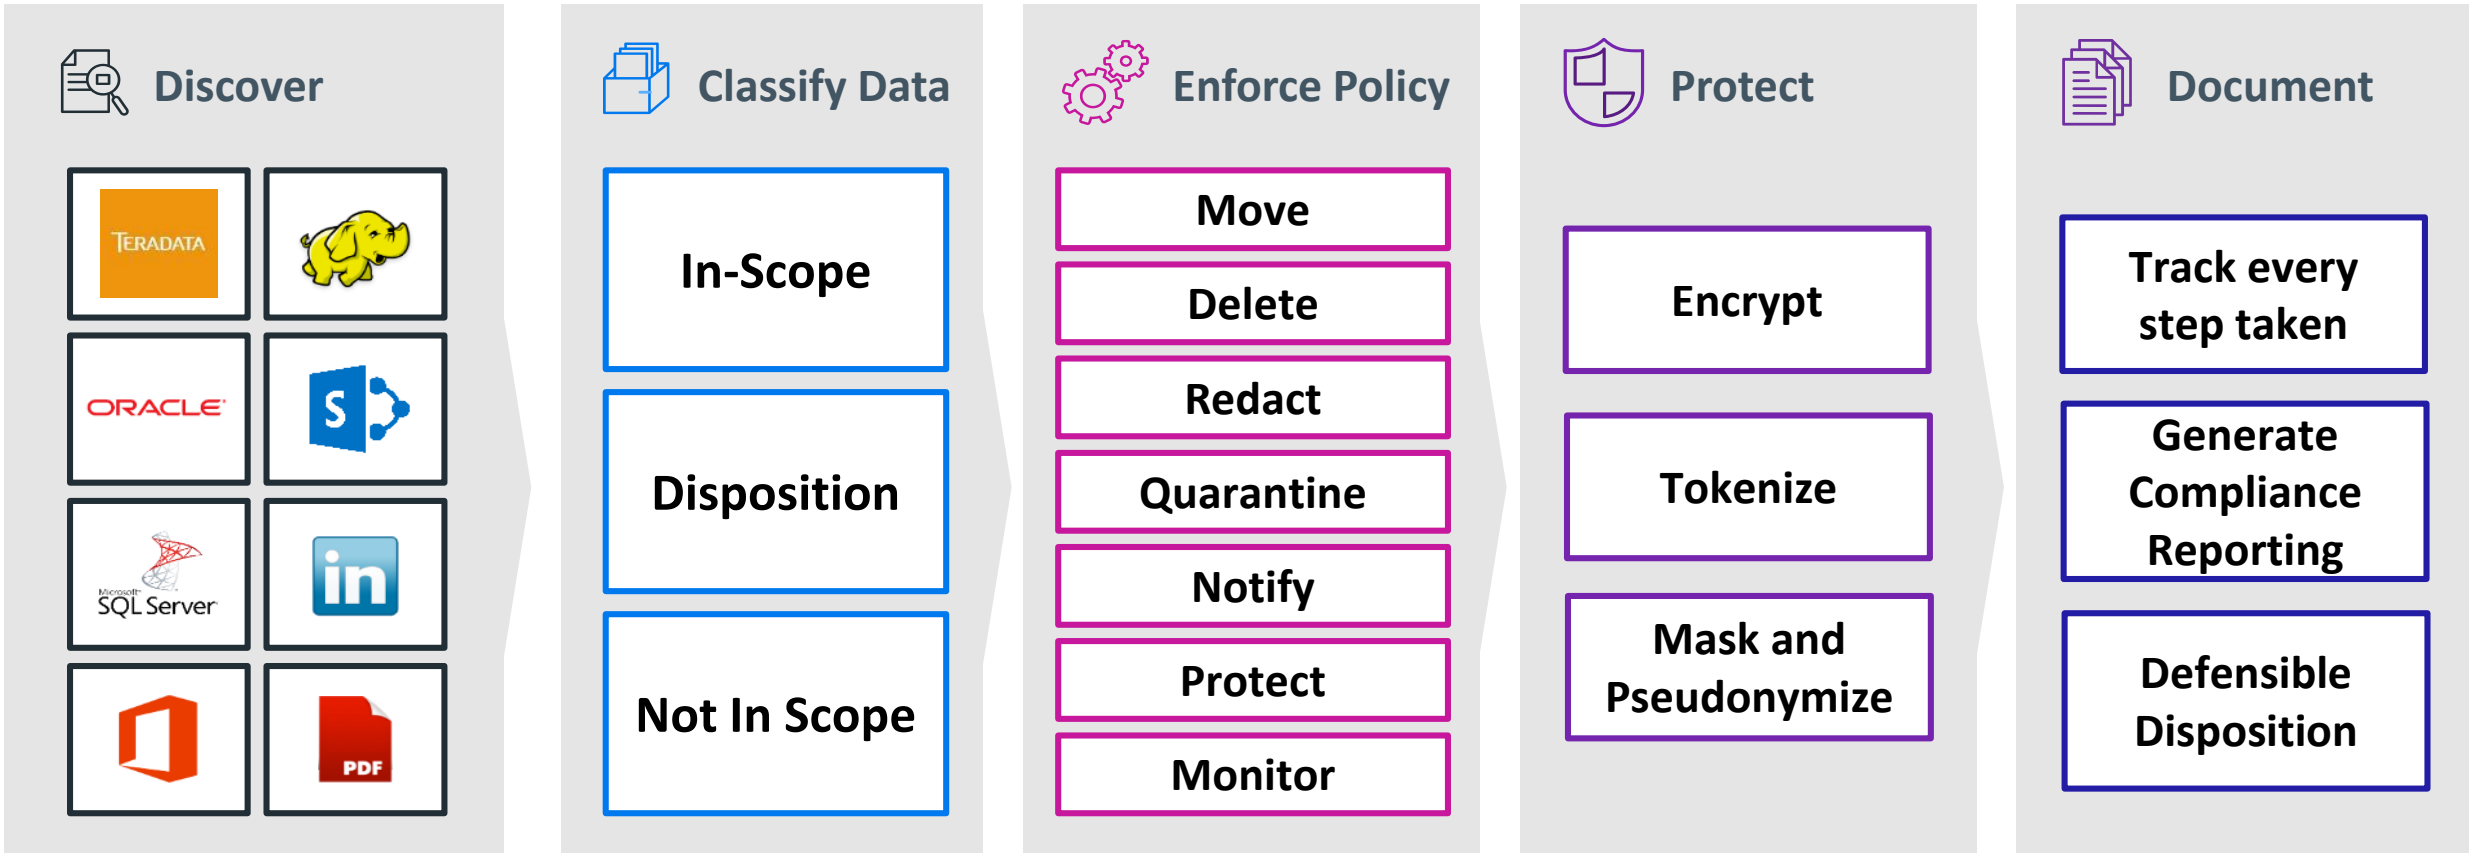 Discover
TERADATA
ORACLE
S
Microsoft
SQL Server
in
PDF
Classify Data
In-Scope
Disposition
Not In Scope
Enforce Policy
Move
Delete
Redact
Quarantine
Notify
Protect
Monitor
Protect
Encrypt
Tokenize
Mask and
Pseudonymize
Document
Track every
step taken
Generate
Compliance
Reporting
Defensible
Disposition